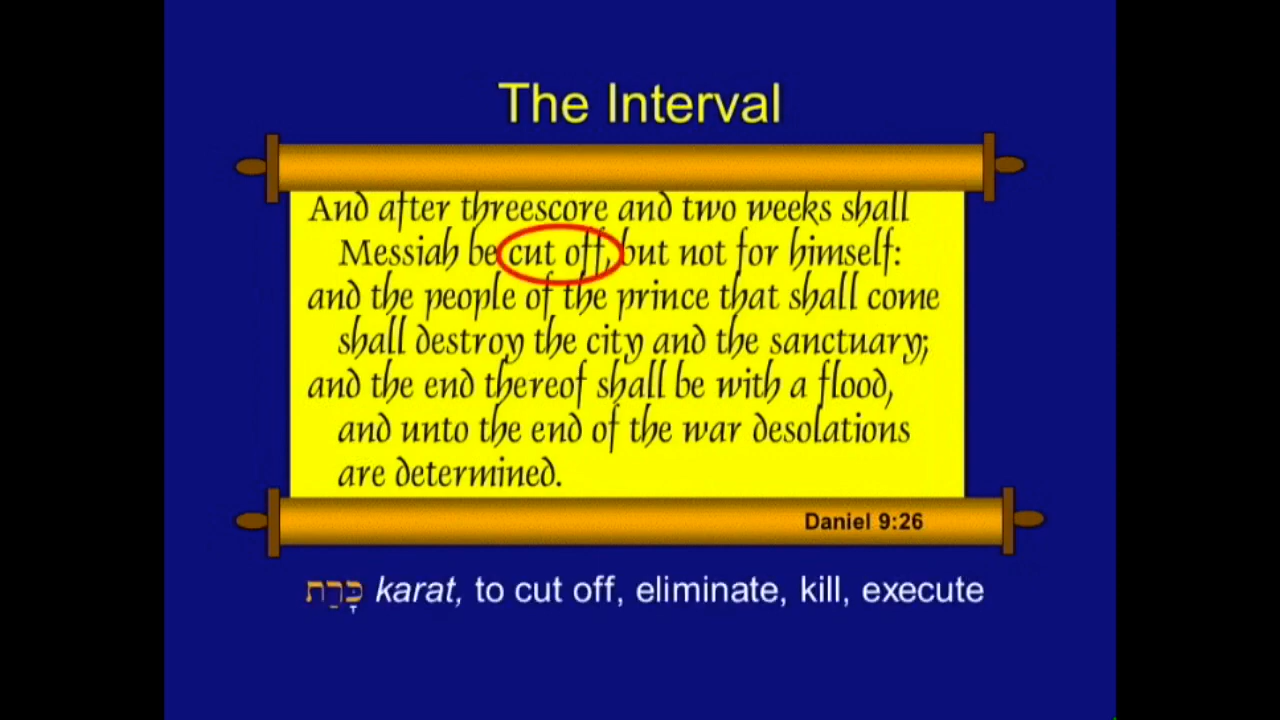 The Interval
And after threescore and two weeks shall
Messiah be cut off, but not for himself:
and the people of the prince that shall come
shall destroy the city and the sanctuary;
and the end thereof shall be with a flood,
and unto the end of the war desolations
are determined.
Daniel 9:26
כָּרַת karat, to cut off, eliminate, kill, execute